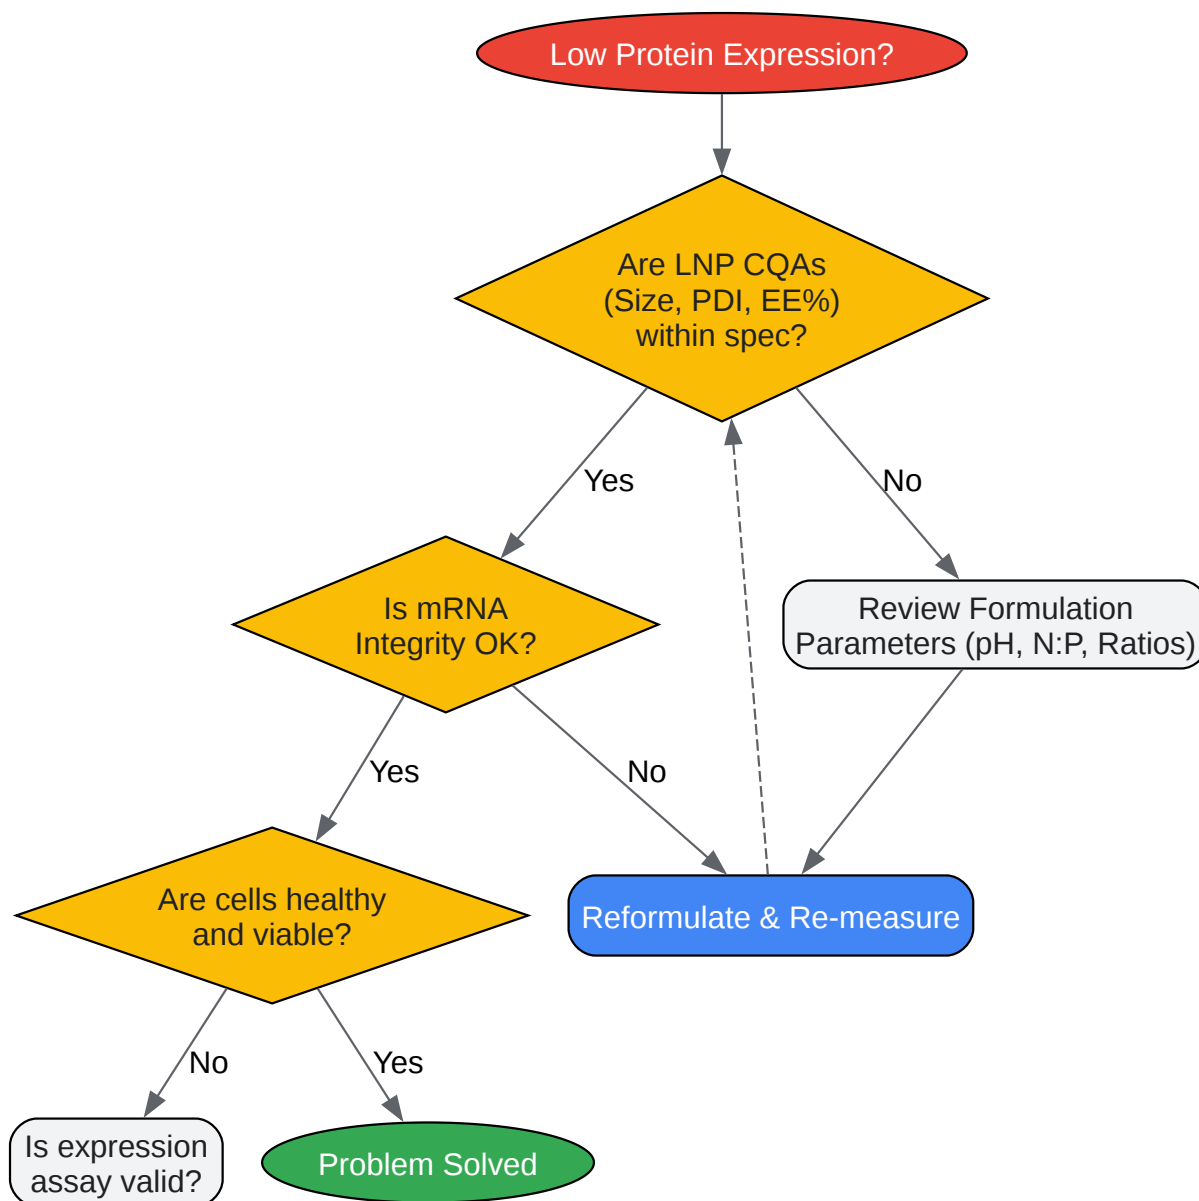 Low Protein Expression?
Are LNP CQAs
(Size, PDI, EE%)
within spec?
Yes
No
Is mRNA
Integrity OK?
Review Formulation
Parameters (pH, N:P, Ratios)
Yes
No
Are cells healthy
and viable?
Reformulate & Re-measure
No
Yes
Is expression
assay valid?
Problem Solved